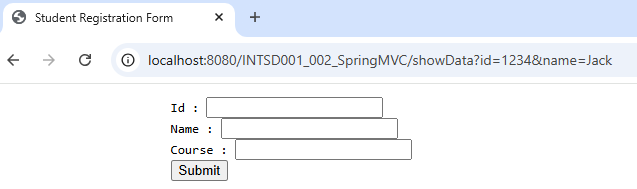 Student Registration Form
localhost:8080/INTSD001_002_SpringMVC/showData?id=1234&name=Jack
Id :
Name :
Course :
Submit